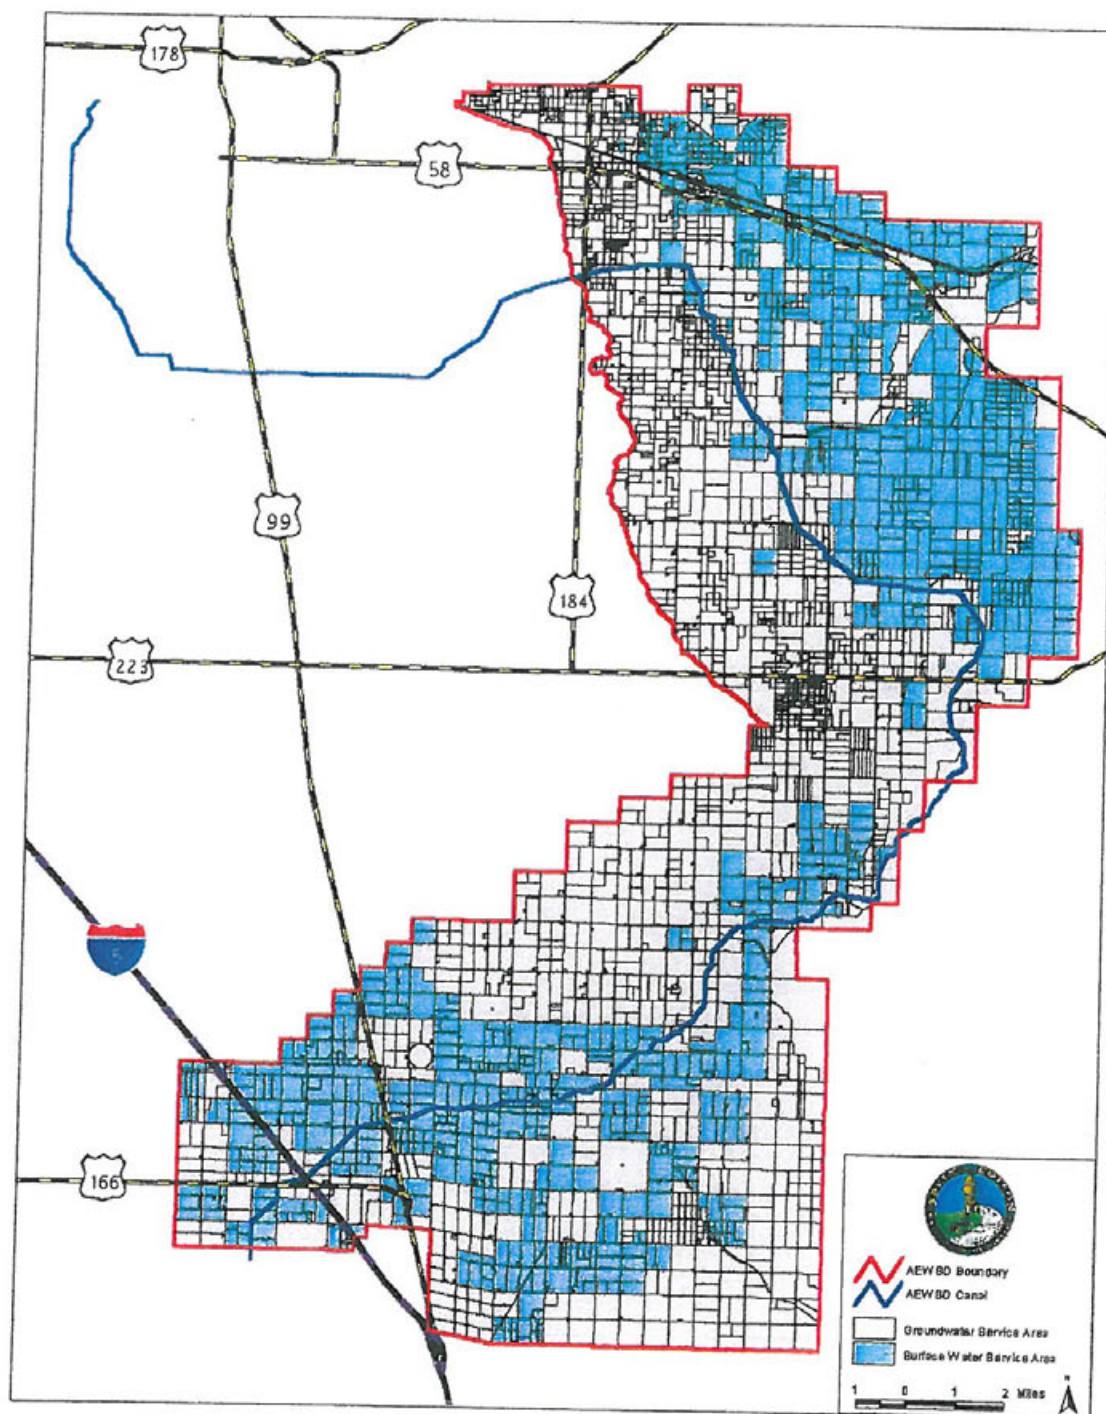 178
58
99
184
223
5
166
AEWSD Boundary
AEWSD Canal
Groundwater Service Area
Surface Water Service Area
N
1 0 1 2 Miles